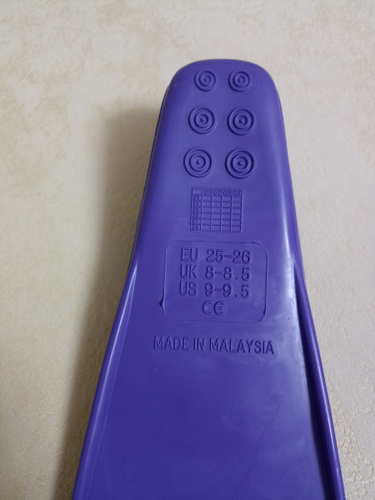 EU 25-26
UK 8-8.5
US 9-9.5
CE
MADE IN MALAYSIA